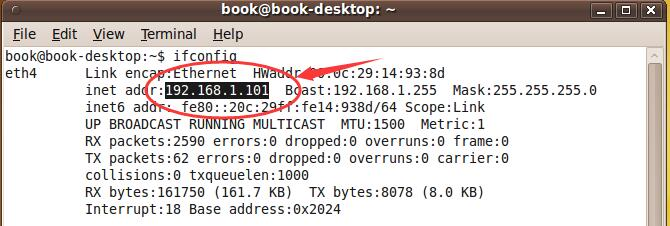 book@book-desktop: ~
File Edit View Terminal Help
book@book-desktop:~$ ifconfig
eth4 Link encap:Ethernet HWaddr 00:0c:29:14:93:8d
inet addr:192.168.1.101 Bcast:192.168.1.255 Mask:255.255.255.0
inet6 addr: fe80::20c:29ff:fe14:938d/64 Scope:Link
UP BROADCAST RUNNING MULTICAST MTU:1500 Metric:1
RX packets:2590 errors:0 dropped:0 overruns:0 frame:0
TX packets:62 errors:0 dropped:0 overruns:0 carrier:0
collisions:0 txqueuelen:1000
RX bytes:161750 (161.7 KB) TX bytes:8078 (8.0 KB)
Interrupt:18 Base address:0x2024